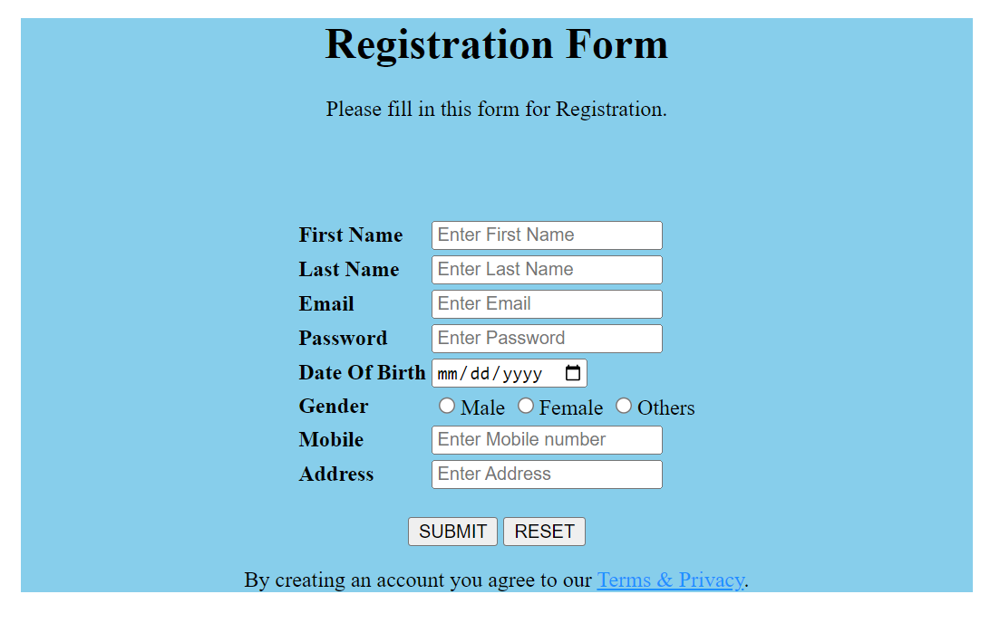 Registration Form
Please fill in this form for Registration.
First Name Enter First Name
Last Name Enter Last Name
Email Enter Email
Password Enter Password
Date Of Birth mm/dd/yyyy
Gender Male Female Others
Mobile Enter Mobile number
Address Enter Address
SUBMIT RESET
By creating an account you agree to our Terms & Privacy.